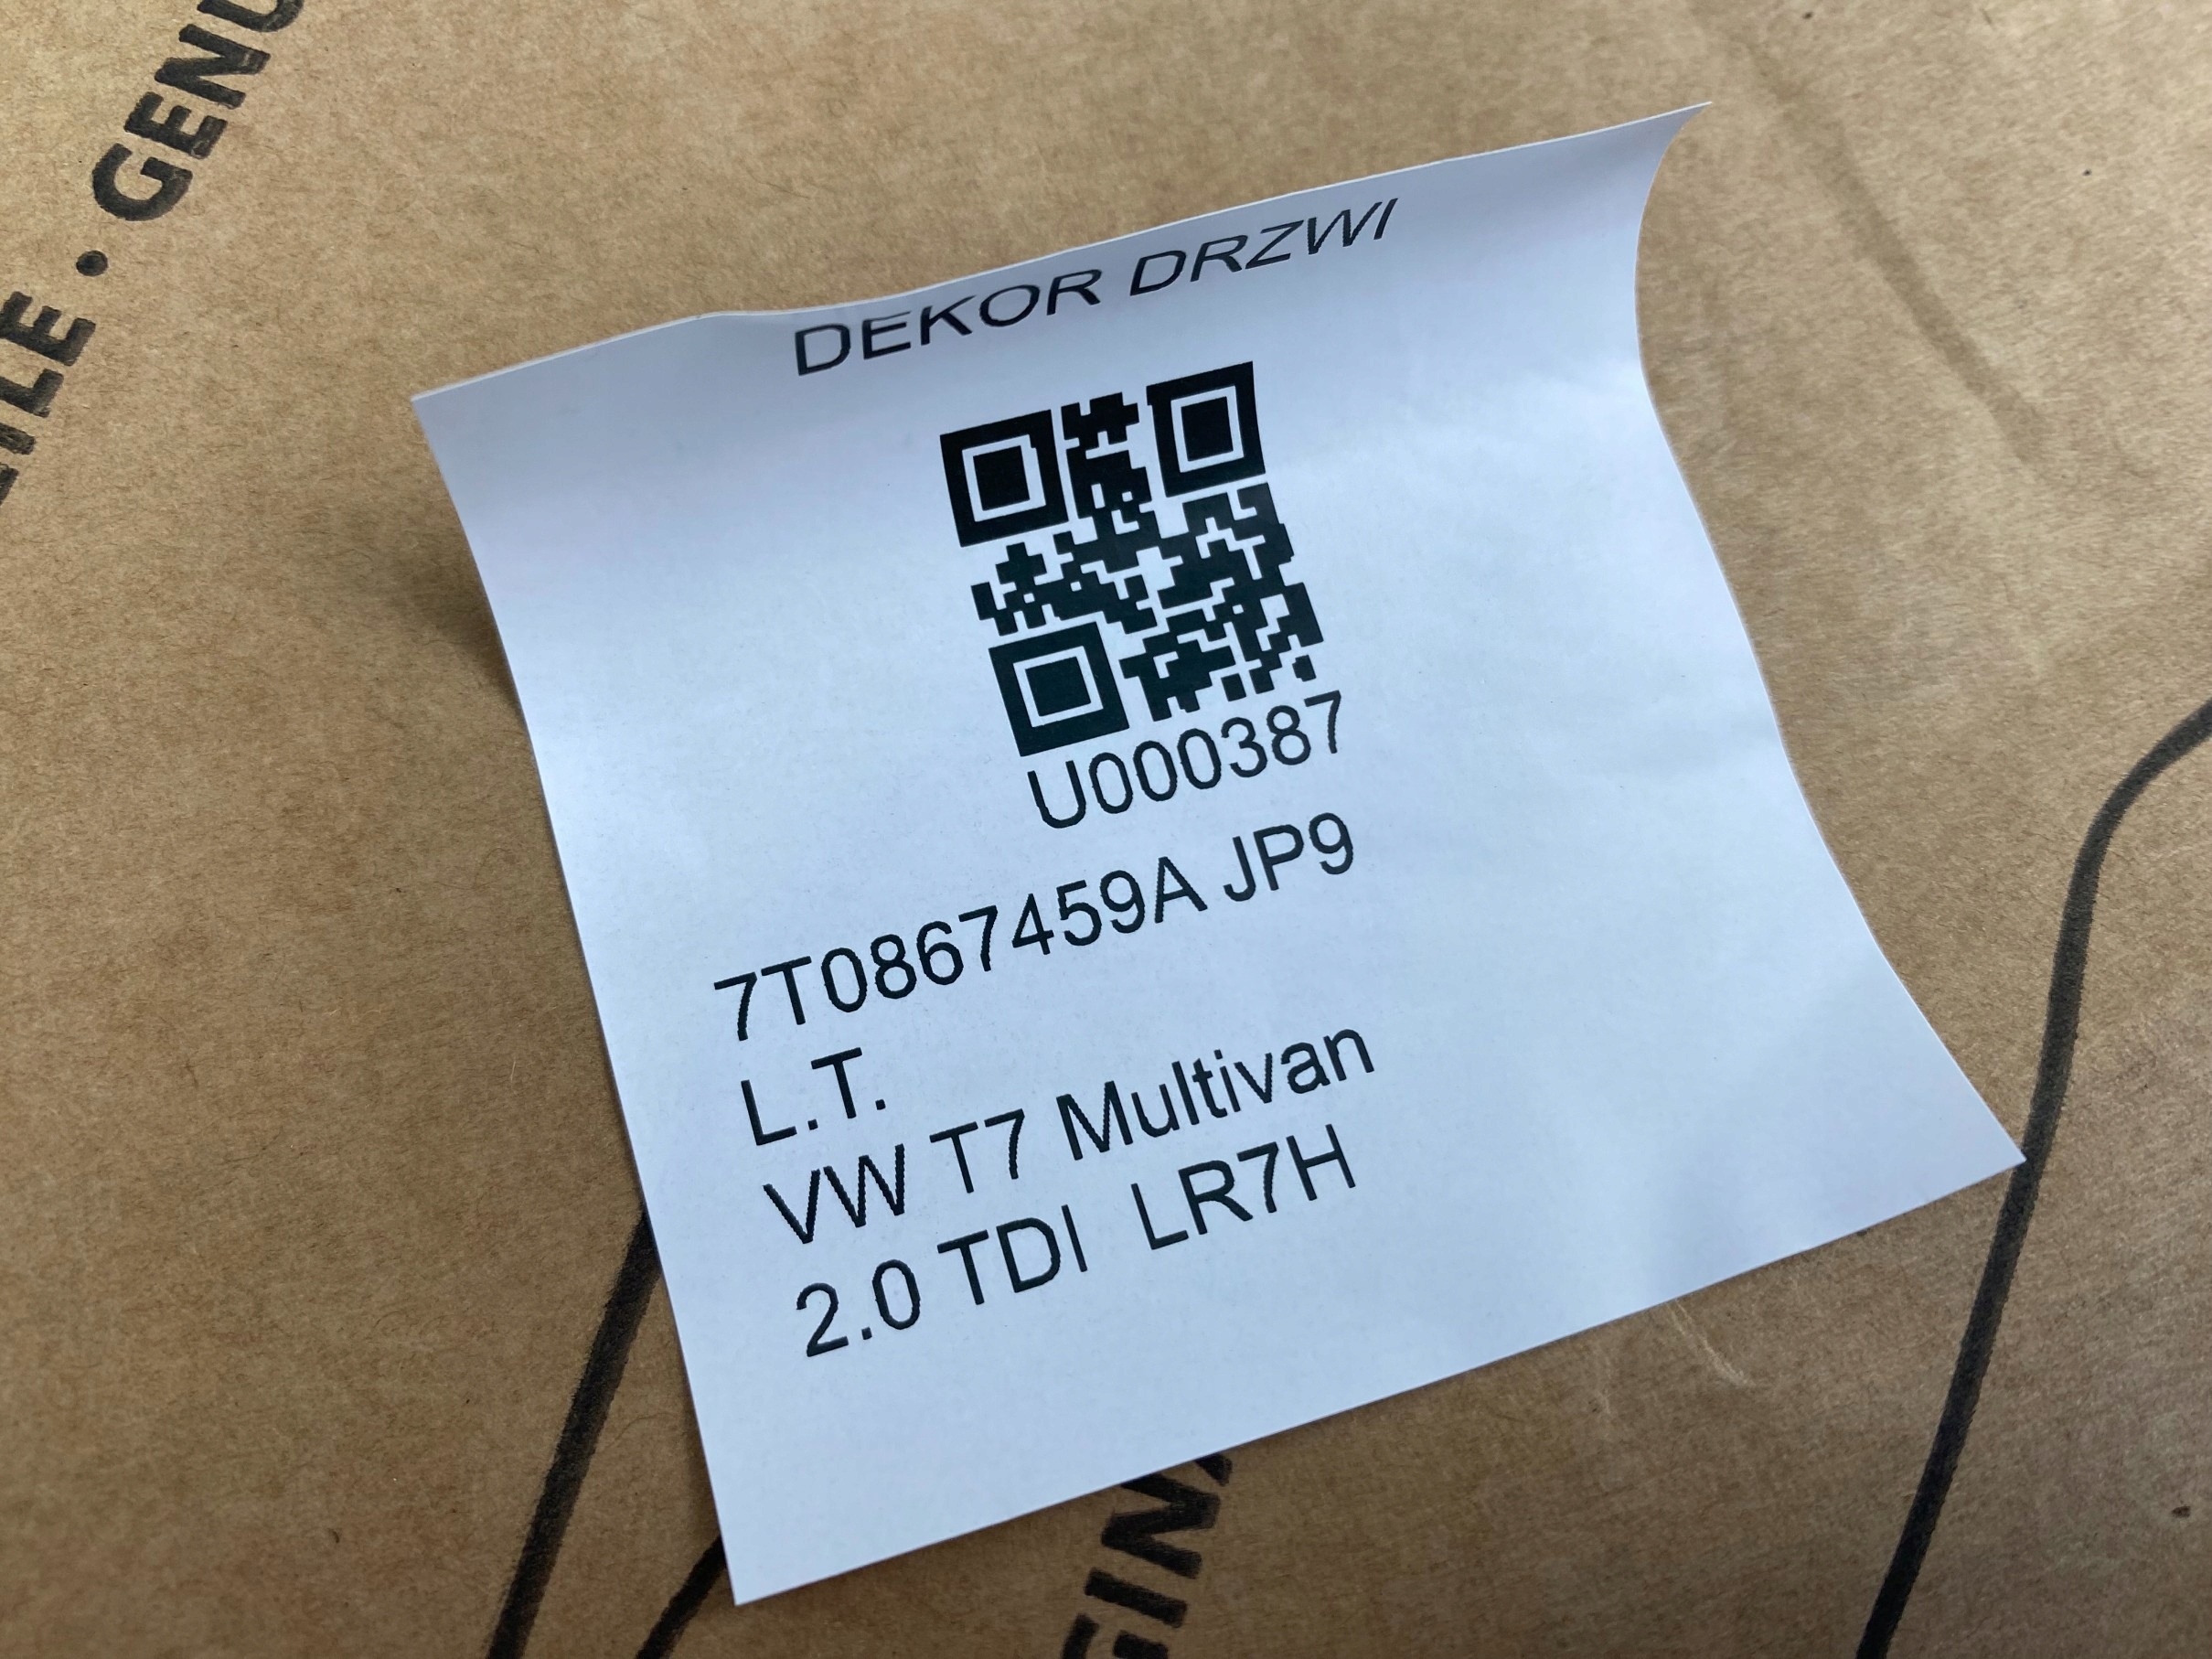 DEKOR DRZWI
U000387
7T0867459A JP9
L.T.
VW T7 Multivan
2.0 TDI  LR7H